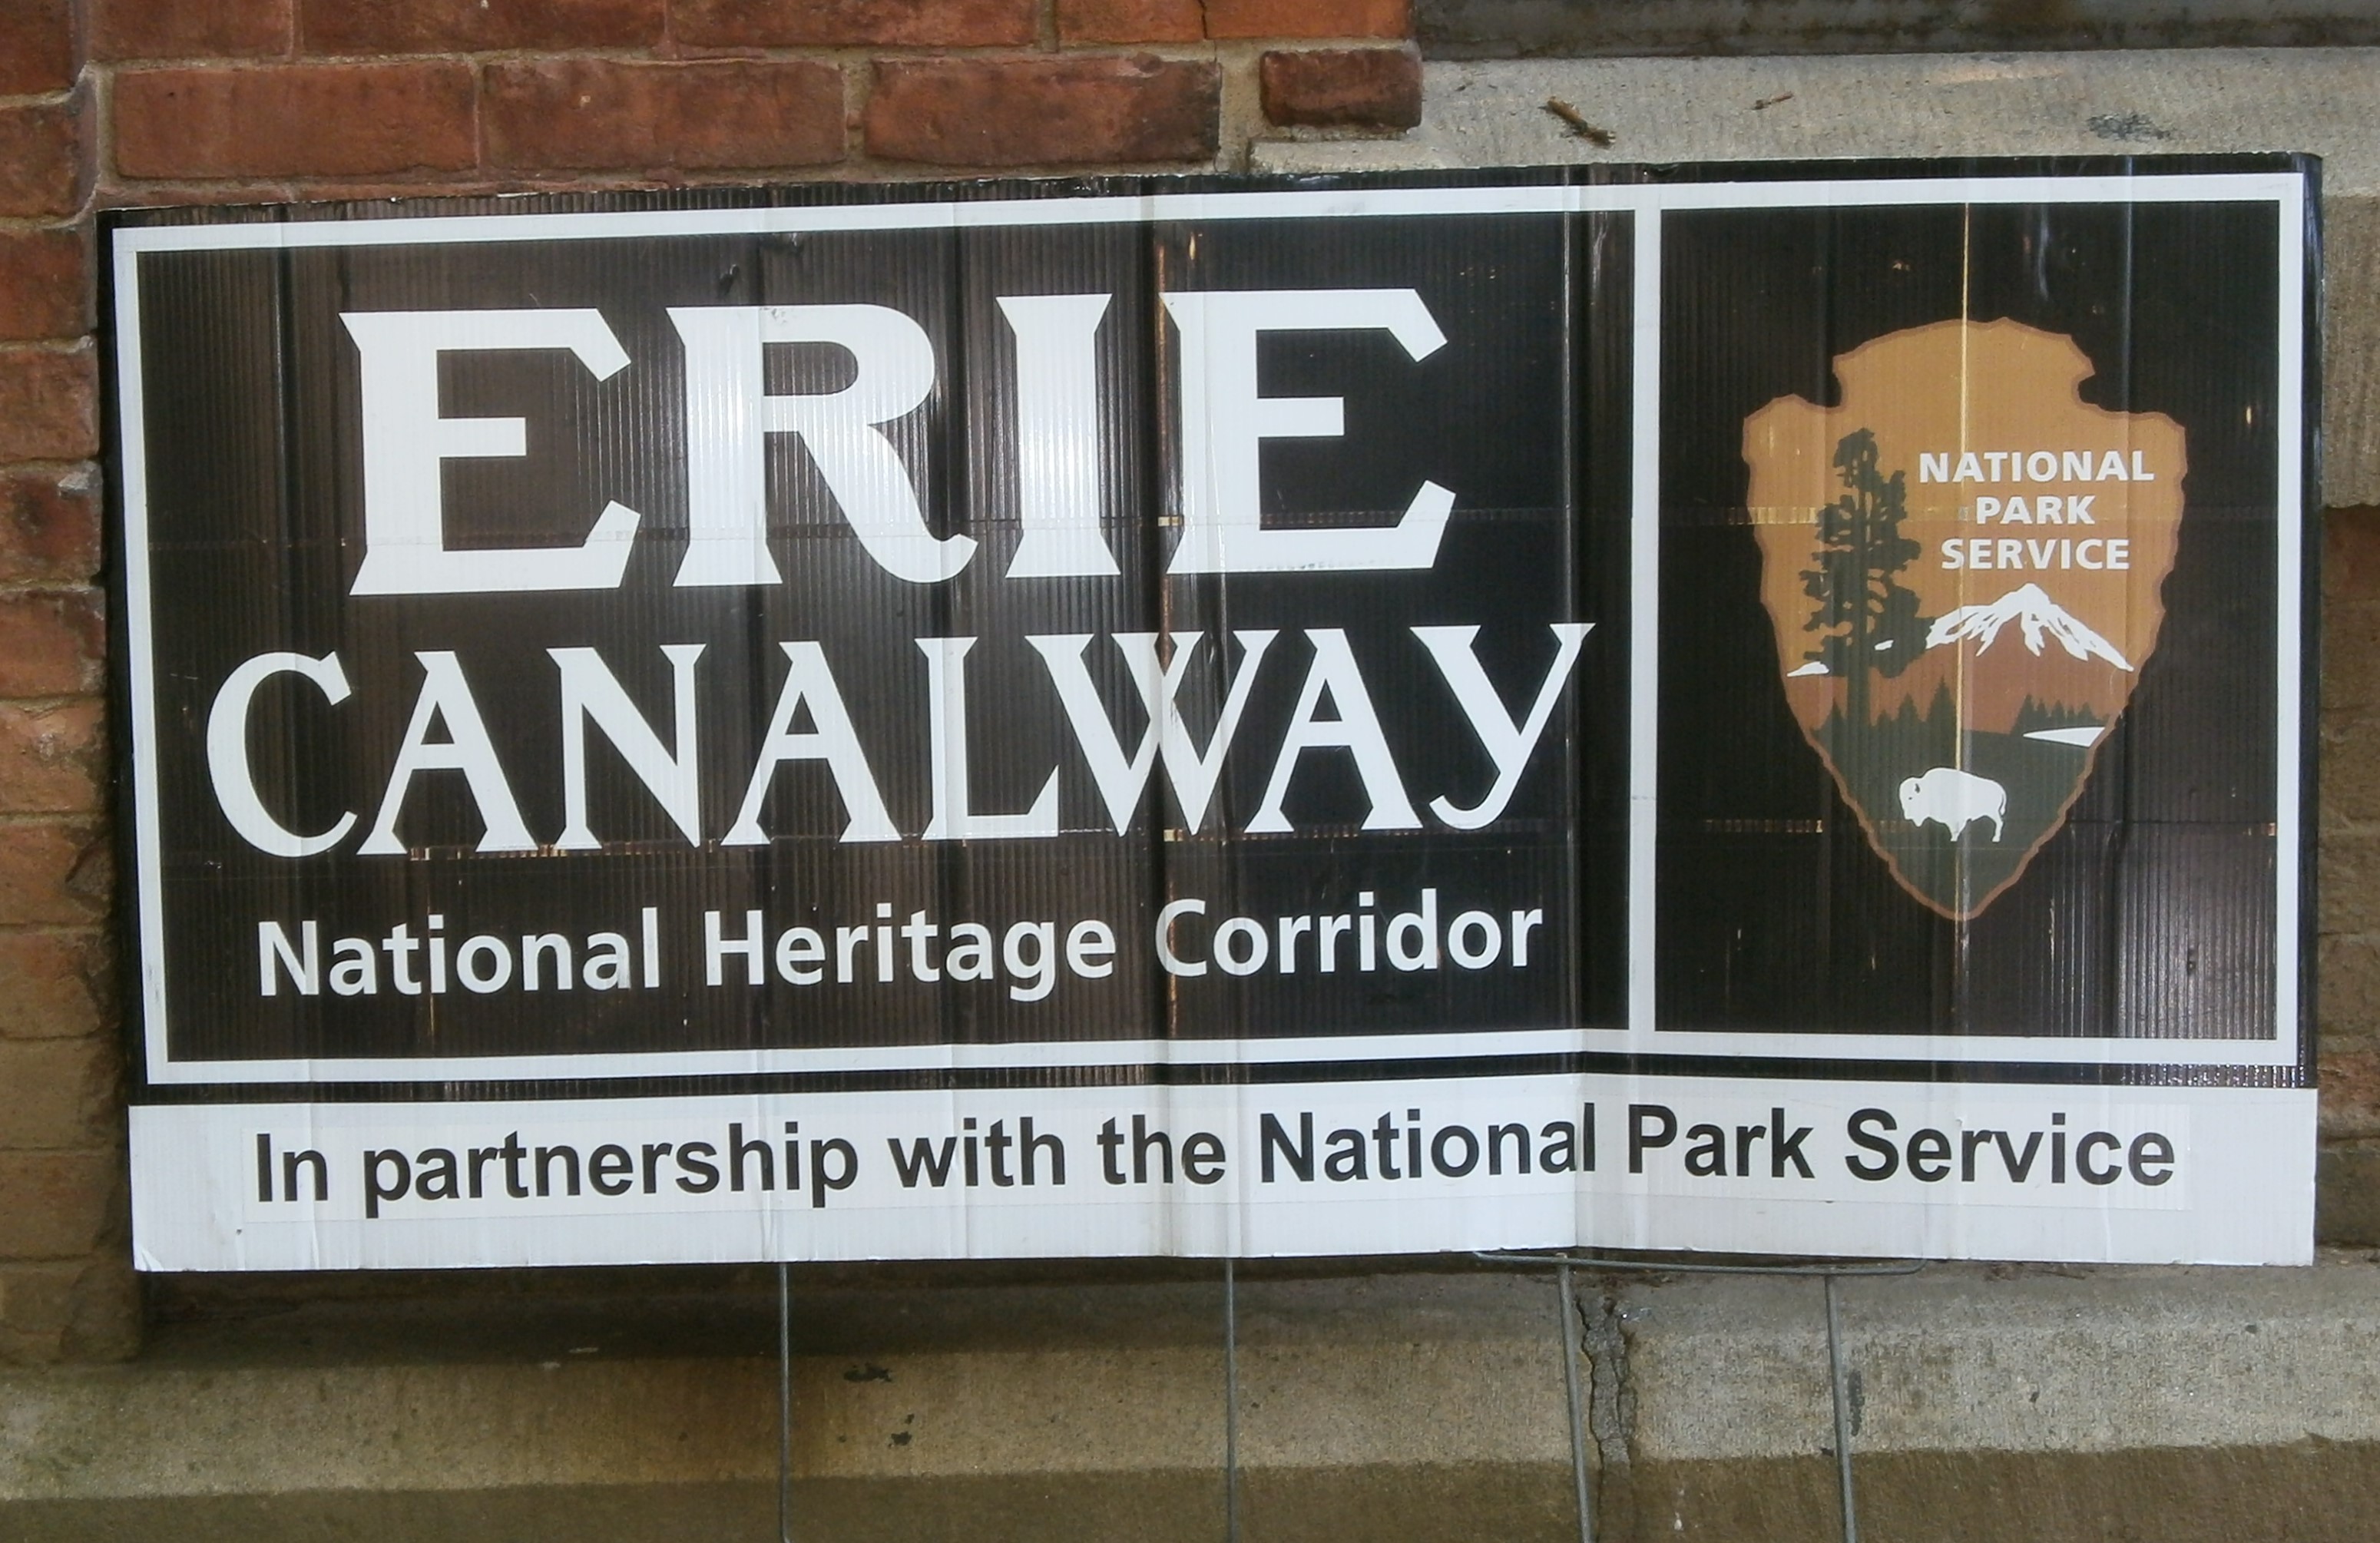 ERIE
CANALWAY
National Heritage Corridor
NATIONAL
PARK
SERVICE
In partnership with the National Park Service